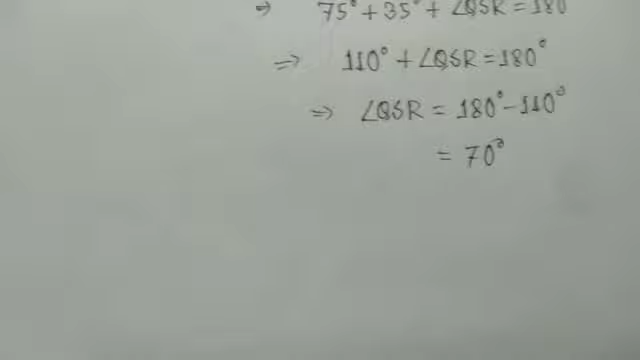 ⇒ 75° + 35° + ∠QSR = 180
⇒ 110° + ∠QSR = 180°
⇒ ∠QSR = 180° - 110°
= 70°